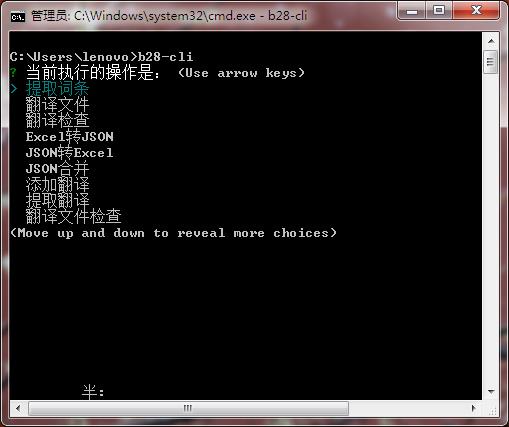 管理员: C:\Windows\system32\cmd.exe - b28-cli
C:\Users\lenovo>b28-cli
? 当前执行的操作是： (Use arrow keys)
> 提取词条
翻译文件
翻译检查
Excel转JSON
JSON转Excel
JSON合并
添加翻译
提取翻译
翻译文件检查
(Move up and down to reveal more choices)
半：